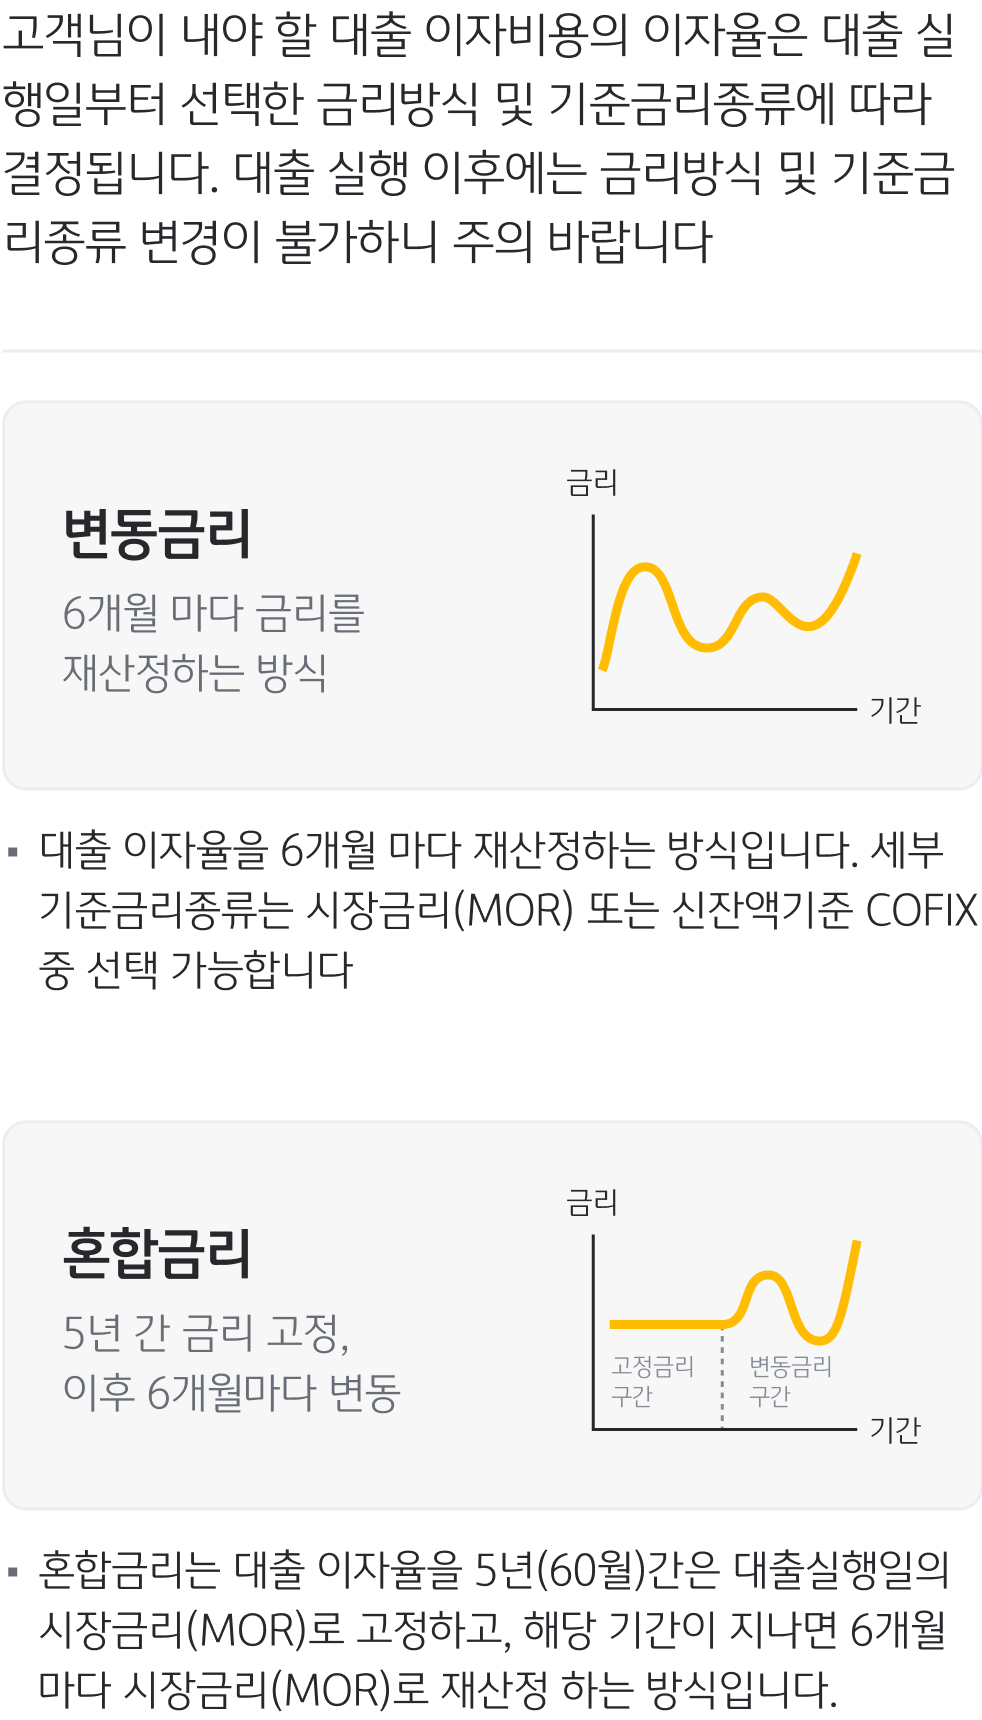 고객님이 내야 할 대출 이자비용의 이자율은 대출 실
행일부터 선택한 금리방식 및 기준금리종류에 따라
결정됩니다. 대출 실행 이후에는 금리방식 및 기준금
리종류 변경이 불가하니 주의 바랍니다
변동금리
6개월 마다 금리를
재산정하는 방식
금리
기간
▪ 대출 이자율을 6개월 마다 재산정하는 방식입니다. 세부
기준금리종류는 시장금리(MOR) 또는 신잔액기준 COFIX
중 선택 가능합니다
혼합금리
5년 간 금리 고정,
이후 6개월마다 변동
금리
고정금리
구간
변동금리
구간
기간
▪ 혼합금리는 대출 이자율을 5년(60월)간은 대출실행일의
시장금리(MOR)로 고정하고, 해당 기간이 지나면 6개월
마다 시장금리(MOR)로 재산정 하는 방식입니다.